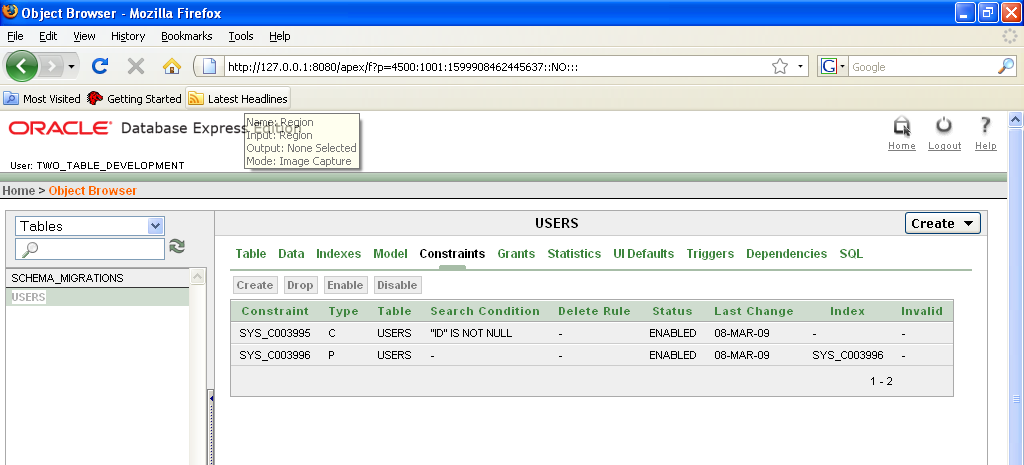 Object Browser - Mozilla Firefox
File Edit View History Bookmarks Tools Help
http://127.0.0.1:8080/apex/f?p=4500:1001:1599908462445637::NO:::
G Google
Most Visited Getting Started Latest Headlines
ORACLE Database Express Edition
Name: Region
Input: Region
Output: None Selected
Mode: Image Capture
Home Logout Help
User: TWO_TABLE_DEVELOPMENT
Home > Object Browser
Tables
SCHEMA_MIGRATIONS
USERS
USERS
Create
Table Data Indexes Model Constraints Grants Statistics UI Defaults Triggers Dependencies SQL
Create Drop Enable Disable
Constraint Type Table Search Condition Delete Rule Status Last Change Index Invalid
SYS_C003995 C USERS "ID" IS NOT NULL - ENABLED 08-MAR-09 - -
SYS_C003996 P USERS - - ENABLED 08-MAR-09 SYS_C003996 -
1 - 2